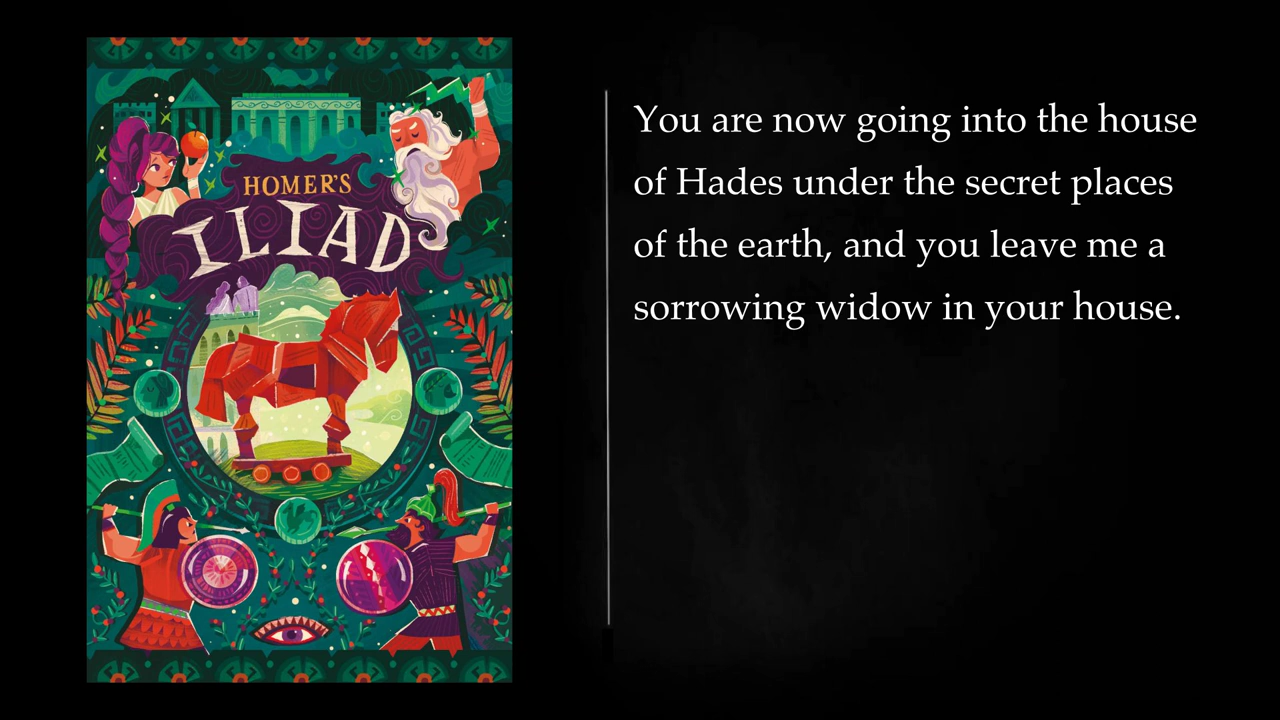 HOMER'S
ILIAD
You are now going into the house
of Hades under the secret places
of the earth, and you leave me a
sorrowing widow in your house.